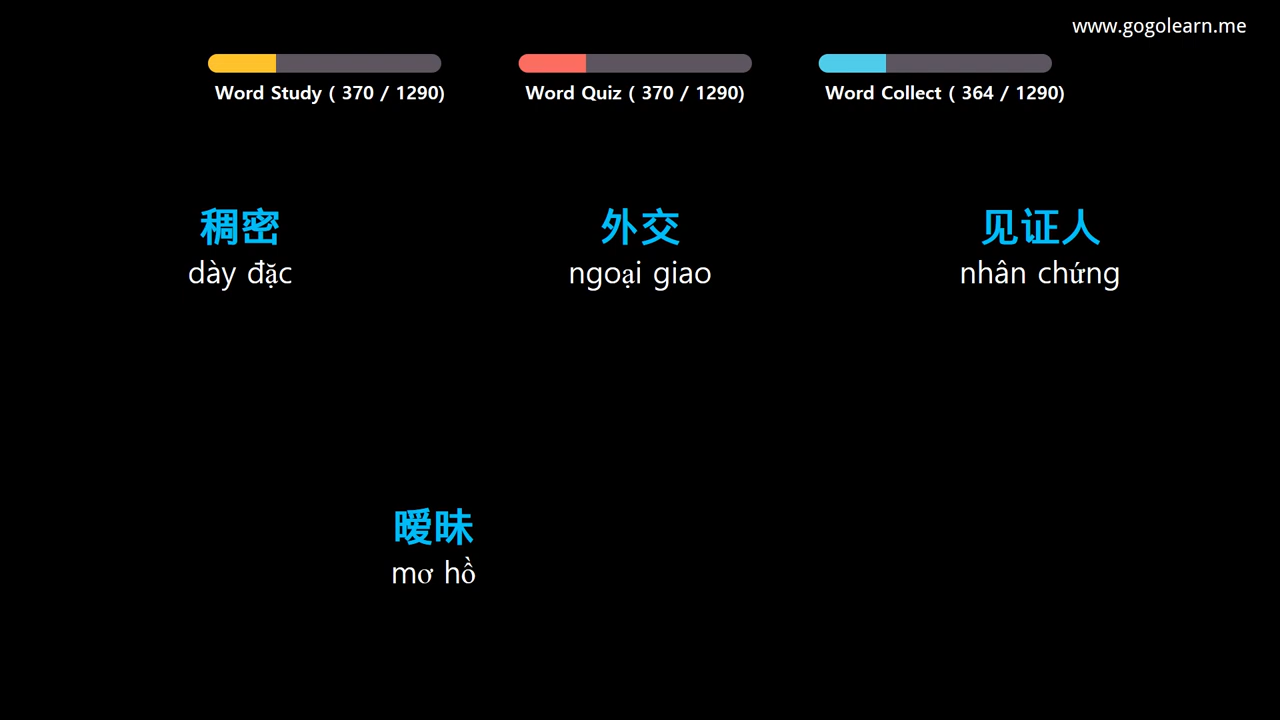 www.gogolearn.me
Word Study ( 370 / 1290)
Word Quiz ( 370 / 1290)
Word Collect ( 364 / 1290)
稠密
dày đặc
外交
ngoại giao
见证人
nhân chứng
暧昧
mơ hồ